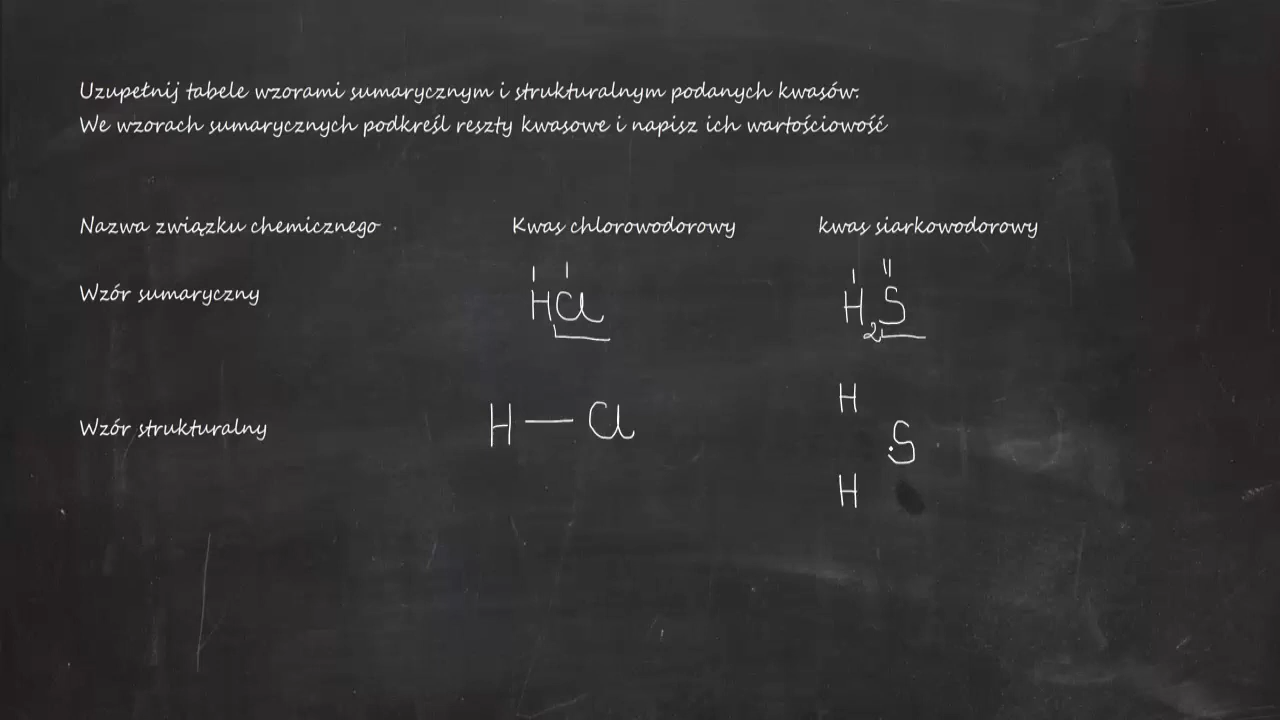 Uzupełnij tabele wzorami sumarycznym i strukturalnym podanych kwasów.
We wzorach sumarycznych podkreśl reszty kwasowe i napisz ich wartościowość
Nazwa związku chemicznego Kwas chlorowodorowy kwas siarkowodorowy
I I I II
Wzór sumaryczny HCl H2S
H
Wzór strukturalny H — Cl S
H